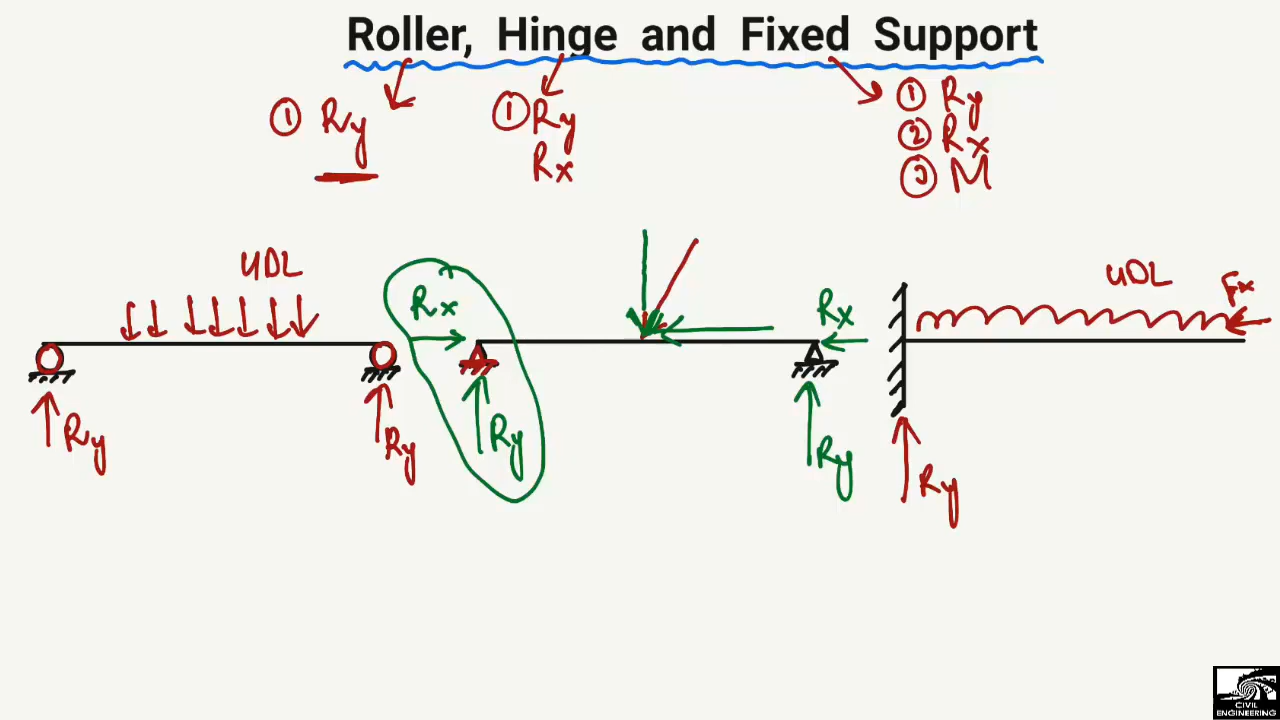 Roller, Hinge and Fixed Support
① Ry
① Ry
Rx
① Ry
② Rx
③ M
UDL
Rx
Rx
UDL
Fx
Ry
Ry
Ry
Ry
Ry
CIVIL
ENGINEERING